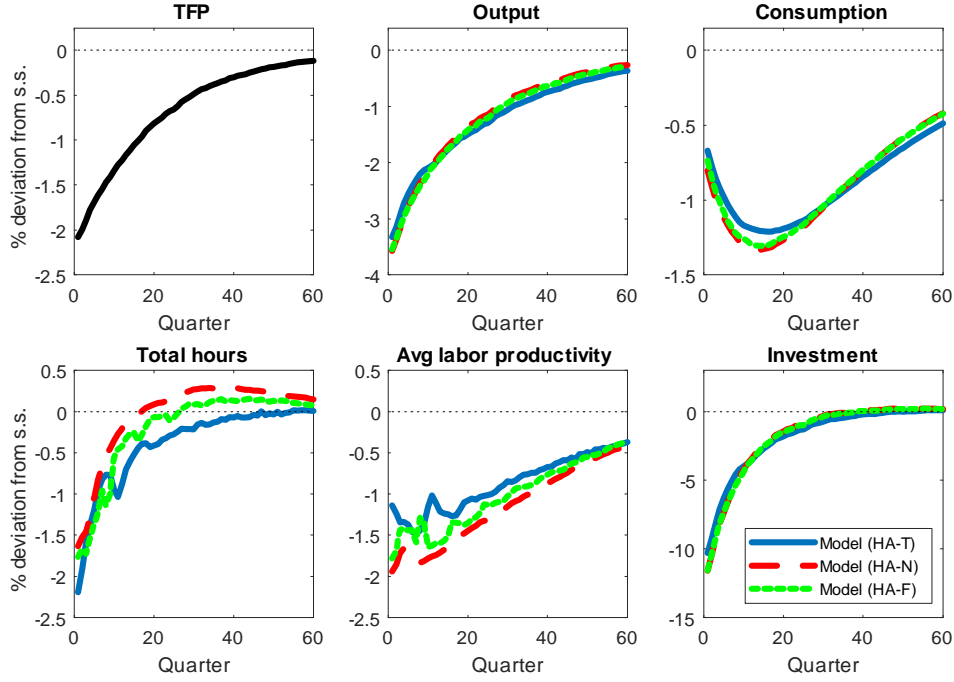 TFP
Output
Consumption
% deviation from s.s.
0
-0.5
-1
-1.5
-2
-2.5
0 20 40 60
Quarter
0
-1
-2
-3
-4
0 20 40 60
Quarter
0
-0.5
-1
-1.5
0 20 40 60
Quarter
Total hours
Avg labor productivity
Investment
% deviation from s.s.
0.5
0
-0.5
-1
-1.5
-2
-2.5
0 20 40 60
Quarter
0.5
0
-0.5
-1
-1.5
-2
-2.5
0 20 40 60
Quarter
5
0
-5
-10
-15
0 20 40 60
Quarter
Model (HA-T)
Model (HA-N)
Model (HA-F)